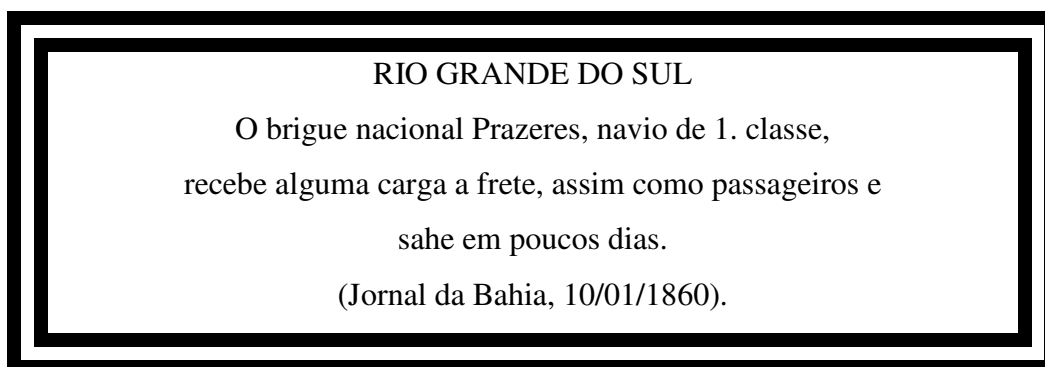 RIO GRANDE DO SUL
O brigue nacional Prazeres, navio de 1. classe,
recebe alguma carga a frete, assim como passageiros e
sahe em poucos dias.
(Jornal da Bahia, 10/01/1860).